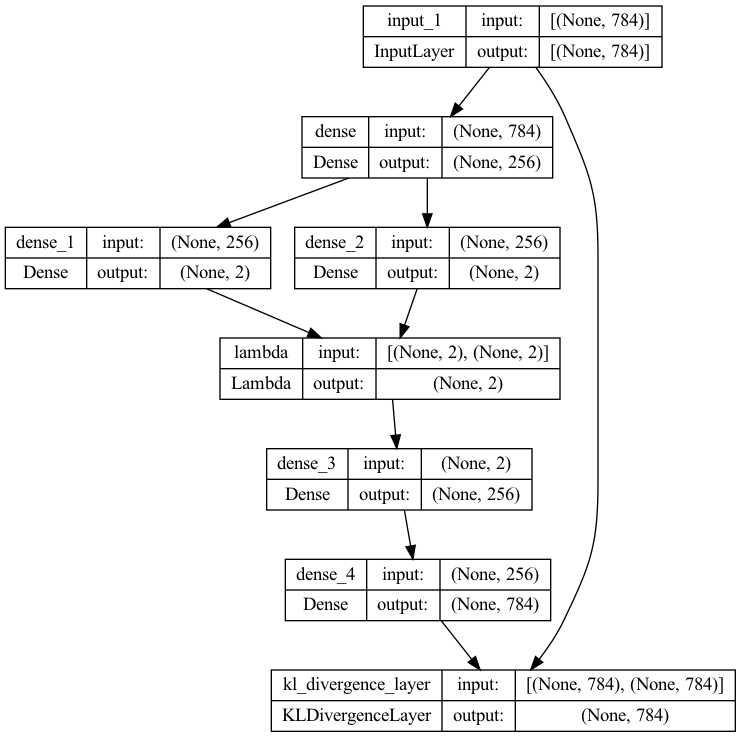 input_1 input: [(None, 784)]
InputLayer output: [(None, 784)]
dense input: (None, 784)
Dense output: (None, 256)
dense_1 input: (None, 256)
Dense output: (None, 2)
dense_2 input: (None, 256)
Dense output: (None, 2)
lambda input: [(None, 2), (None, 2)]
Lambda output: (None, 2)
dense_3 input: (None, 2)
Dense output: (None, 256)
dense_4 input: (None, 256)
Dense output: (None, 784)
kl_divergence_layer input: [(None, 784), (None, 784)]
KLDivergenceLayer output: (None, 784)